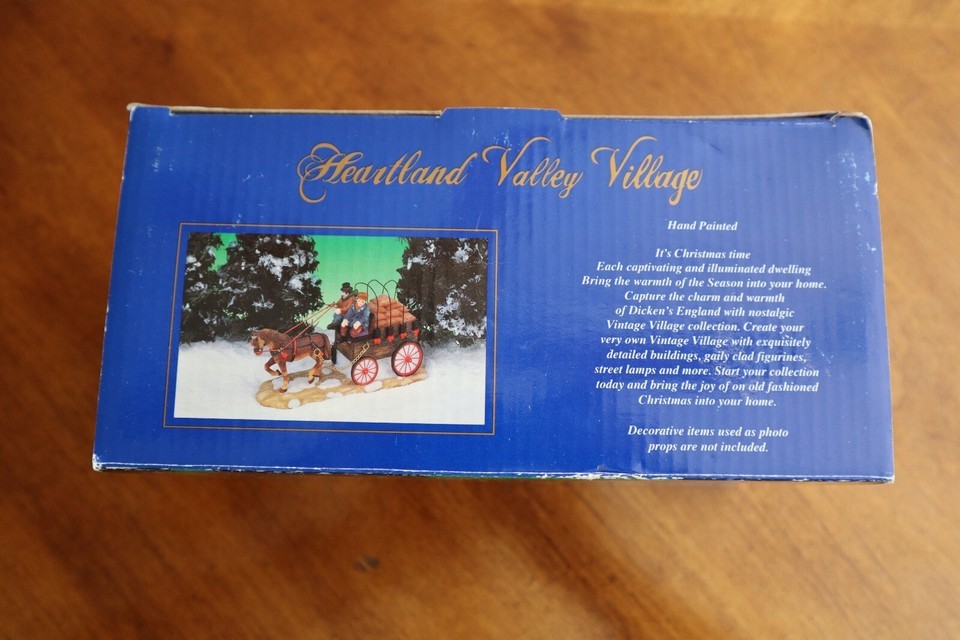 Heartland Valley Village
Hand Painted
It's Christmas time
Each captivating and illuminated dwelling
Bring the warmth of the Season into your home.
Capture the charm and warmth
of Dicken's England with nostalgic
Vintage Village collection. Create your
very own Vintage Village with exquisitely
detailed buildings, gaily clad figurines,
street lamps and more. Start your collection
today and bring the joy of on old fashioned
Christmas into your home.
Decorative items used as photo
props are not included.